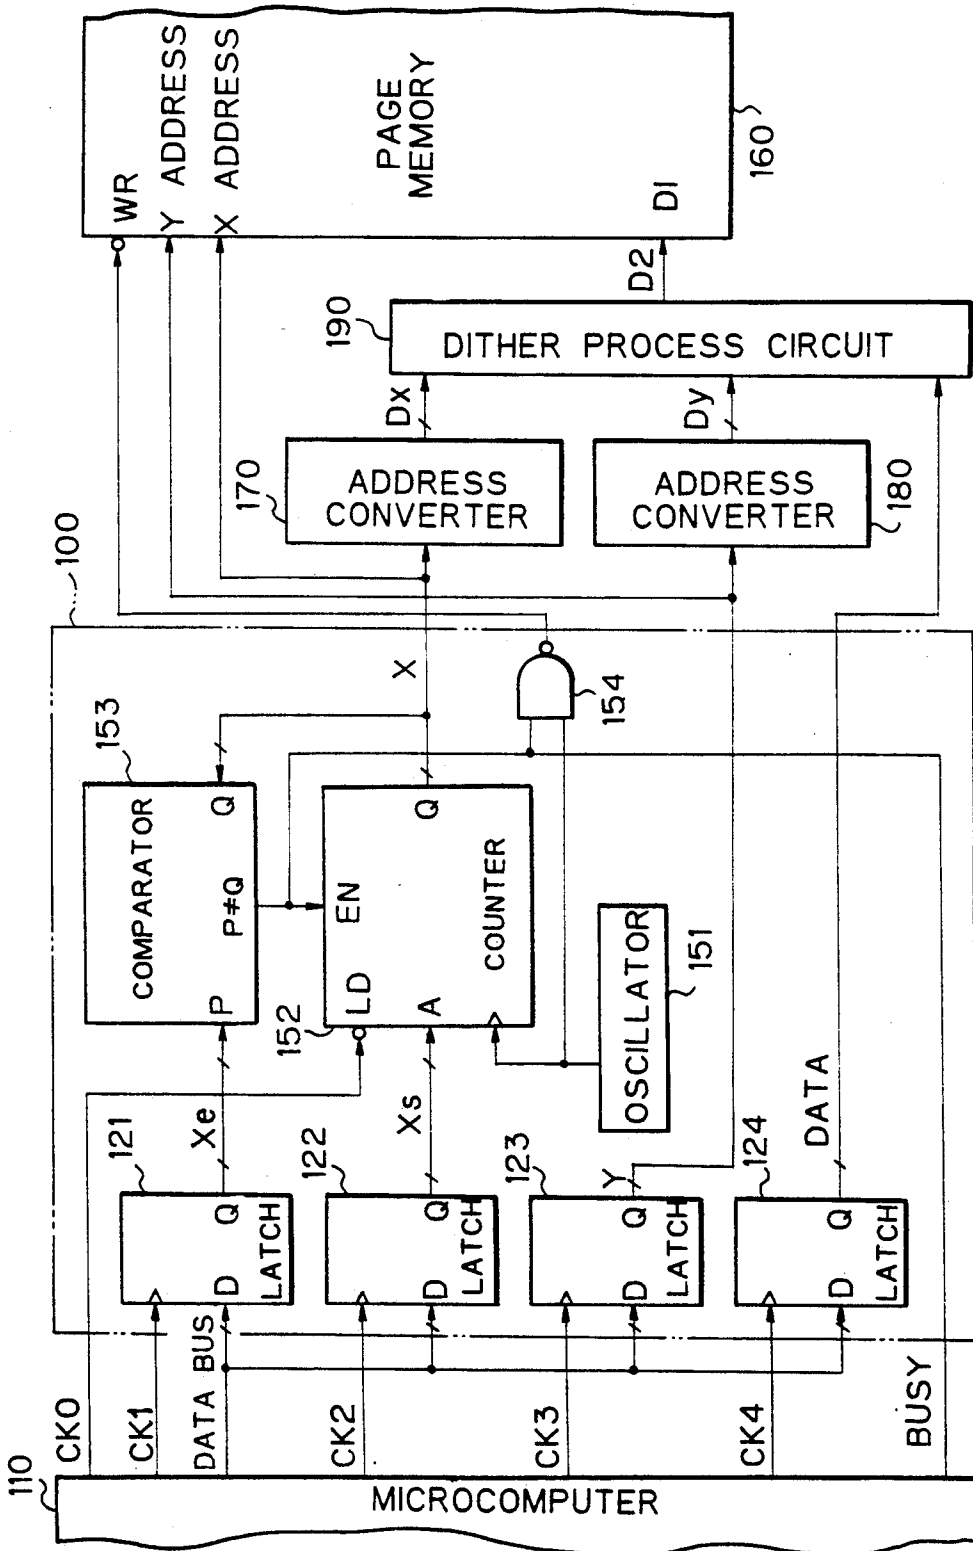 110
MICROCOMPUTER
CK0
CK1
DATA BUS
CK2
CK3
CK4
BUSY
100
121
D Q
LATCH
Xe
122
D Q
LATCH
Xs
123
D Q
LATCH
Y
124
D Q
LATCH
DATA
153
COMPARATOR
P P≠Q Q
152
LD EN
A Q
COUNTER
X
OSCILLATOR
151
154
170
ADDRESS
CONVERTER
Dx
ADDRESS
CONVERTER
180
Dy
190
DITHER PROCESS CIRCUIT
D2
WR
Y ADDRESS
X ADDRESS
PAGE
MEMORY
DI
160